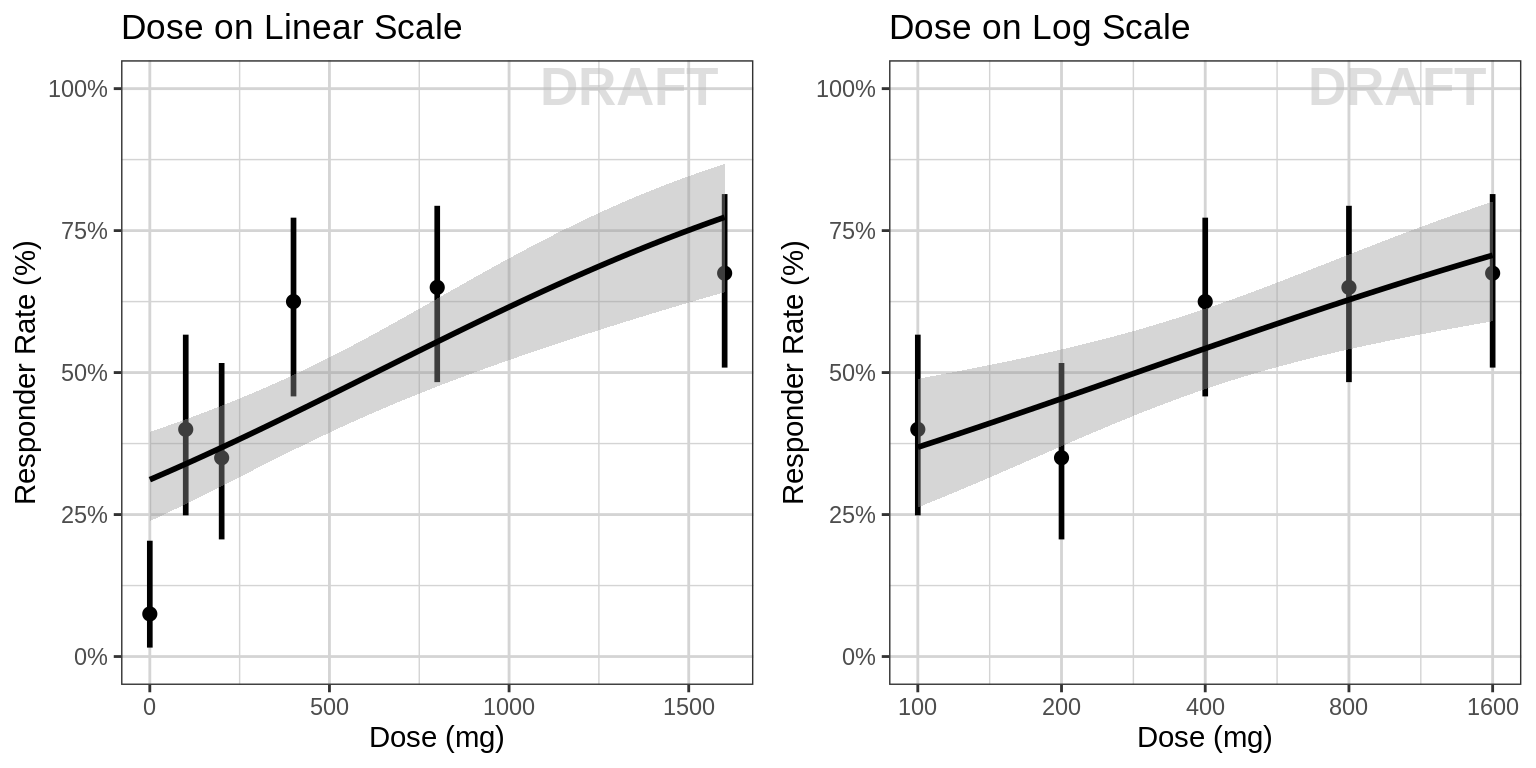 Dose on Linear Scale
DRAFT
100%
75%
50%
25%
0%
Responder Rate (%)
0 500 1000 1500
Dose (mg)
Dose on Log Scale
DRAFT
100%
75%
50%
25%
0%
Responder Rate (%)
100 200 400 800 1600
Dose (mg)